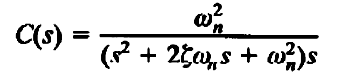 C(s) = ω_n^2 / ((s^2 + 2ζω_n s + ω_n^2)s)